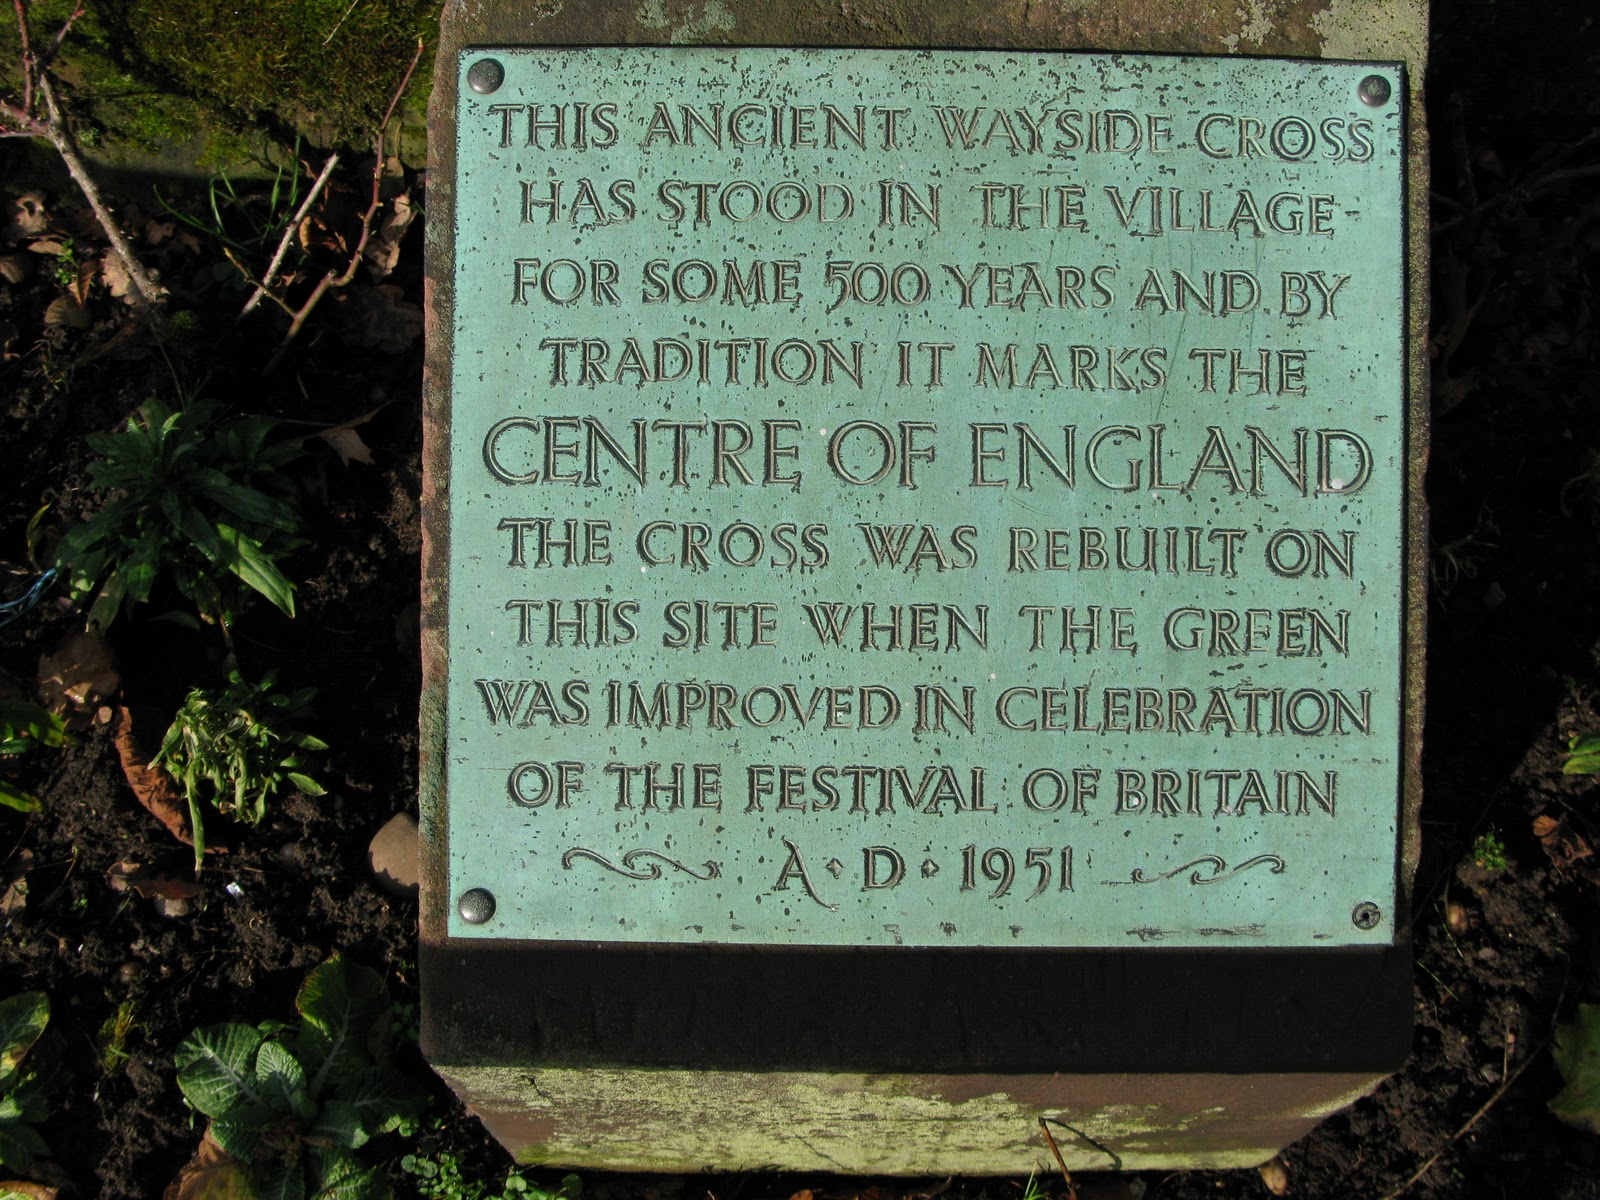 THIS ANCIENT WAYSIDE CROSS
HAS STOOD IN THE VILLAGE
FOR SOME 500 YEARS AND BY
TRADITION IT MARKS THE
CENTRE OF ENGLAND
THE CROSS WAS REBUILT ON
THIS SITE WHEN THE GREEN
WAS IMPROVED IN CELEBRATION
OF THE FESTIVAL OF BRITAIN
A·D·1951